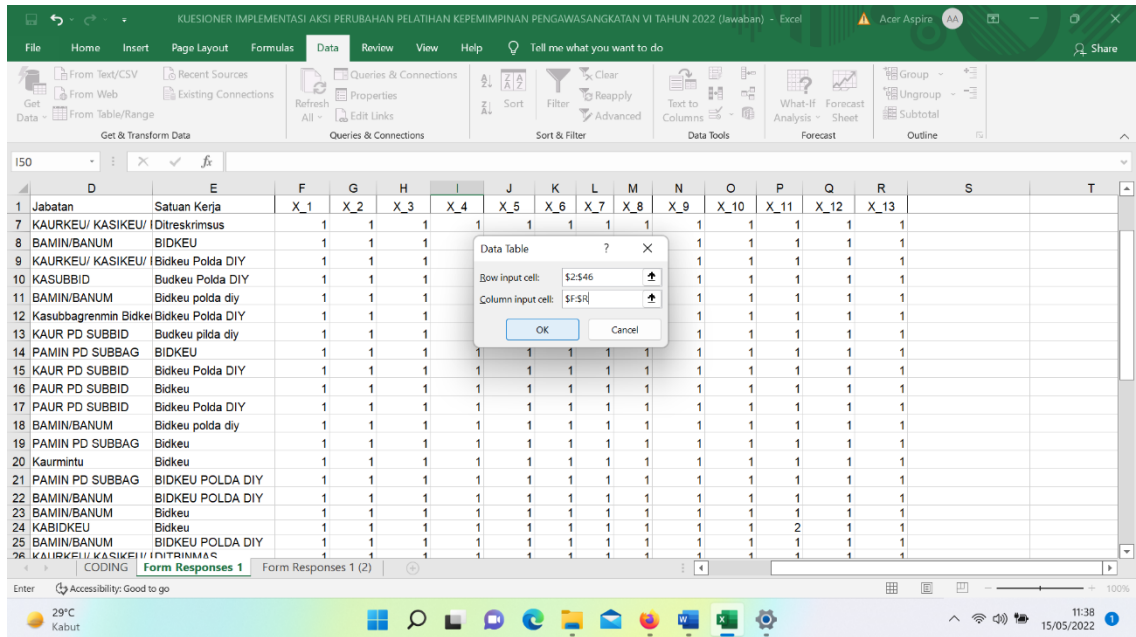 KUESIONER IMPLEMENTASI AKSI PERUBAHAN PELATIHAN KEPEMIMPINAN PENGAWASANGKATAN VI TAHUN 2022 (Jawaban) - Excel Acer Aspire AA
File Home Insert Page Layout Formulas Data Review View Help Tell me what you want to do Share
Get Data From Text/CSV From Web From Table/Range Recent Sources Existing Connections
Refresh All Queries & Connections Properties Edit Links
Sort Filter Clear Reapply Advanced
Text to Columns What-If Analysis Forecast Sheet Group Ungroup Subtotal
Get & Transform Data Queries & Connections Sort & Filter Data Tools Forecast Outline
I50 fx
D E F G H I J K L M N O P Q R S T
1 Jabatan Satuan Kerja X_1 X_2 X_3 X_4 X_5 X_6 X_7 X_8 X_9 X_10 X_11 X_12 X_13
7 KAURKEU/ KASIKEU/ Ditreskrimsus 1 1 1 1 1 1 1 1 1 1 1 1
8 BAMIN/BANUM BIDKEU 1 1 1 1 1 1 1 1
9 KAURKEU/ KASIKEU/ Bidkeu Polda DIY 1 1 1 1 1 1 1 1
10 KASUBBID Budkeu Polda DIY 1 1 1 1 1 1 1 1
11 BAMIN/BANUM Bidkeu polda diy 1 1 1 1 1 1 1 1
12 Kasubbagrenmin Bidkeu Bidkeu Polda DIY 1 1 1 1 1 1 1 1
13 KAUR PD SUBBID Budkeu pilda diy 1 1 1 1 1 1 1 1
Data Table ? ×
Row input cell: $2:$46
Column input cell: $F:$R
OK Cancel
14 PAMIN PD SUBBAG BIDKEU 1 1 1 1 1 1 1 1 1 1 1 1 1
15 KAUR PD SUBBID Bidkeu Polda DIY 1 1 1 1 1 1 1 1 1 1 1 1 1
16 PAUR PD SUBBID Bidkeu 1 1 1 1 1 1 1 1 1 1 1 1 1
17 PAUR PD SUBBID Bidkeu Polda DIY 1 1 1 1 1 1 1 1 1 1 1 1 1
18 BAMIN/BANUM Bidkeu polda diy 1 1 1 1 1 1 1 1 1 1 1 1 1
19 PAMIN PD SUBBAG Bidkeu 1 1 1 1 1 1 1 1 1 1 1 1 1
20 Kaurmintu Bidkeu 1 1 1 1 1 1 1 1 1 1 1 1 1
21 PAMIN PD SUBBAG BIDKEU POLDA DIY 1 1 1 1 1 1 1 1 1 1 1 1 1
22 BAMIN/BANUM BIDKEU POLDA DIY 1 1 1 1 1 1 1 1 1 1 1 1 1
23 BAMIN/BANUM Bidkeu 1 1 1 1 1 1 1 1 1 1 1 1 1
24 KABIDKEU Bidkeu 1 1 1 1 1 1 1 1 1 1 2 1 1
25 BAMIN/BANUM BIDKEU POLDA DIY 1 1 1 1 1 1 1 1 1 1 1 1 1
26 KAURKEU/ KASIKEU/ DITBINMAS 1 1 1 1 1 1 1 1 1 1 1 1 1
CODING Form Responses 1 Form Responses 1 (2)
Enter Accessibility: Good to go 100%
29°C
Kabut
11:38
15/05/2022 1